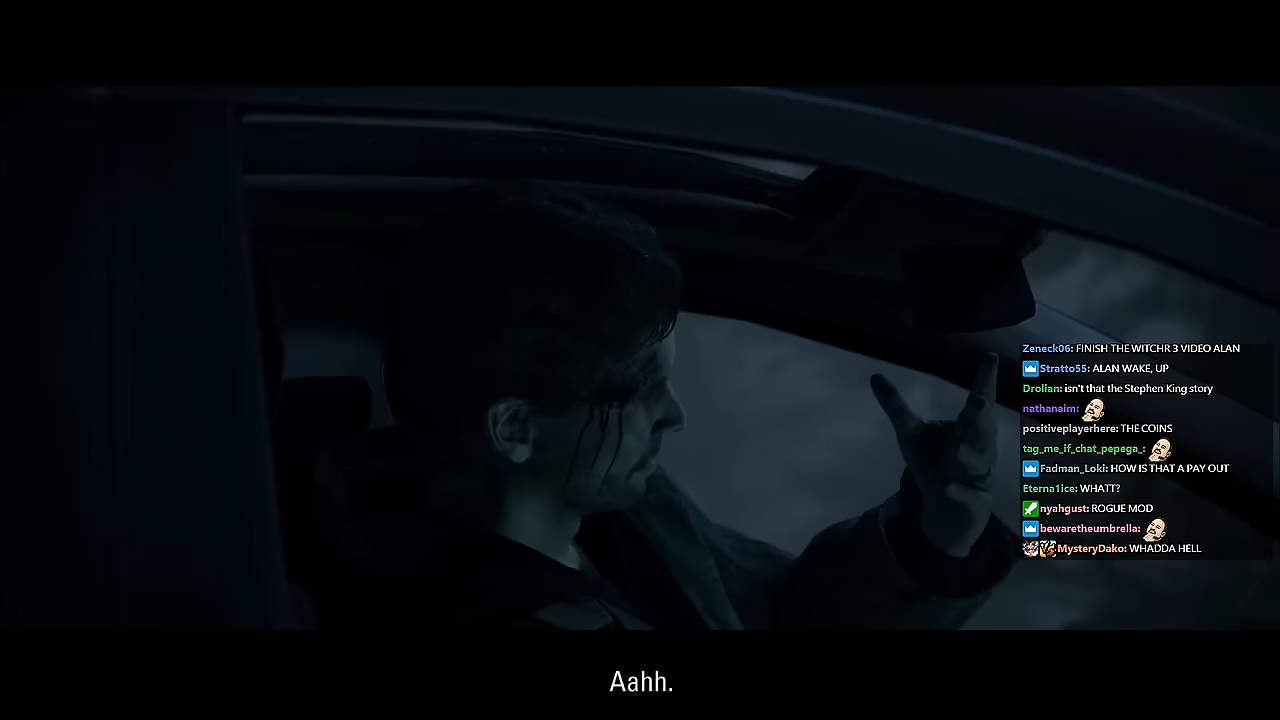 Zeneck06: FINISH THE WITCHR 3 VIDEO ALAN
Stratto55: ALAN WAKE, UP
Drolian: isn't that the Stephen King story
nathanaim:
positiveplayerhere: THE COINS
tag_me_if_chat_pepega_:
Fadman_Loki: HOW IS THAT A PAY OUT
Eterna1ice: WHATT?
nyahgust: ROGUE MOD
bewaretheumbrella:
MysteryDako: WHADDA HELL
Aahh.